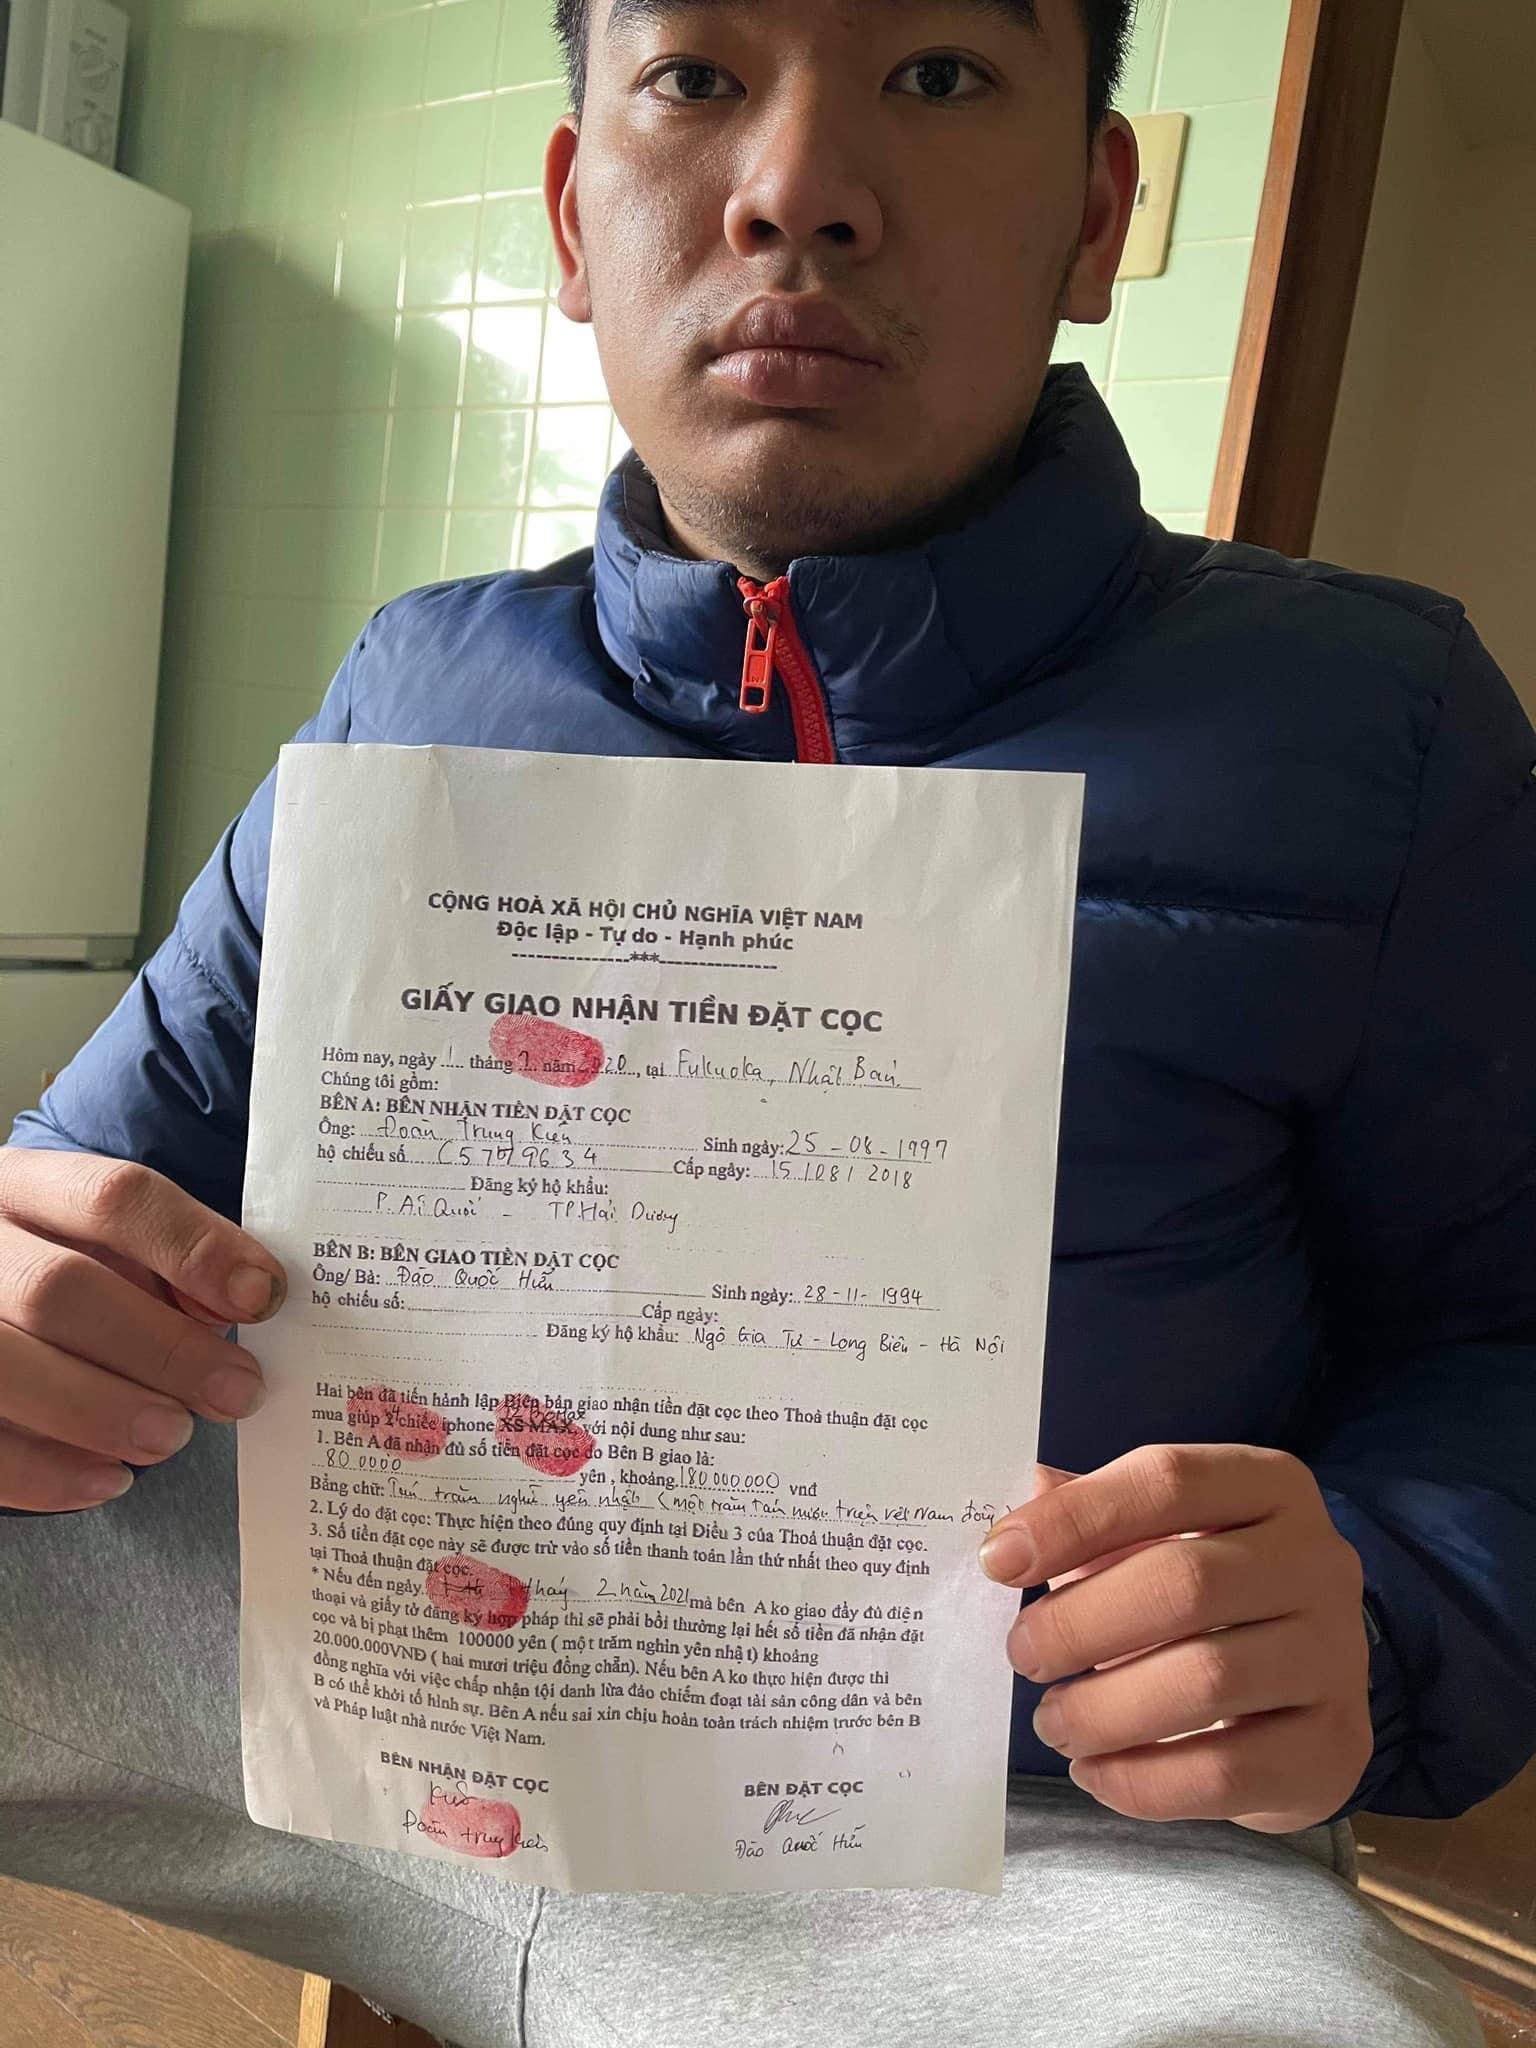 CỘNG HOÀ XÃ HỘI CHỦ NGHĨA VIỆT NAM
Độc lập - Tự do - Hạnh phúc
---------------***---------------
GIẤY GIAO NHẬN TIỀN ĐẶT CỌC
Hôm nay, ngày 1 tháng năm 2020, tại Fukuoka, Nhật Bản
Chúng tôi gồm:
BÊN A: BÊN NHẬN TIỀN ĐẶT CỌC
Ông: Đoàn Trung Kiên Sinh ngày: 25 - 08 - 1997
hộ chiếu số Cấp ngày: 15/08/2018
Đăng ký hộ khẩu:
P. Ái Quốc - TP. Hải Dương
BÊN B: BÊN GIAO TIỀN ĐẶT CỌC
Ông/ Bà: Đào Quốc Sinh ngày: 28-11-1994
hộ chiếu số: Cấp ngày:
Đăng ký hộ khẩu: Ngô Gia Tự - Long Biên - Hà Nội
Hai bên đã tiến hành lập Biên bản giao nhận tiền đặt cọc theo Thoả thuận đặt cọc
mua giúp 4 chiếc iphone XS MAX, với nội dung như sau:
1. Bên A đã nhận đủ số tiền đặt cọc do Bên B giao là:
800000 yên, khoảng 180000000 vnđ
Bằng chữ: Tám trăm nghìn yên nhật (một trăm tám mươi triệu việt Nam đồng)
2. Lý do đặt cọc: Thực hiện theo đúng quy định tại Điều 3 của Thoả thuận đặt cọc.
3. Số tiền đặt cọc này sẽ được trừ vào số tiền thanh toán lần thứ nhất theo quy định
tại Thoả thuận đặt cọc.
* Nếu đến ngày tháng 2 năm 2021 mà bên A ko giao đầy đủ điện
thoại và giấy tờ đăng ký hợp pháp thì sẽ phải bồi thường lại hết số tiền đã nhận đặt
cọc và bị phạt thêm 100000 yên ( một trăm nghìn yên nhật) khoảng
20.000.000VNĐ ( hai mươi triệu đồng chẵn). Nếu bên A ko thực hiện được thì
đồng nghĩa với việc chấp nhận tội danh lừa đảo chiếm đoạt tài sản công dân và bên
B có thể khởi tố hình sự. Bên A nếu sai xin chịu hoàn toàn trách nhiệm trước bên B
và Pháp luật nhà nước Việt Nam.
BÊN NHẬN ĐẶT CỌC BÊN ĐẶT CỌC
Đoàn trung kiên Đào Quốc